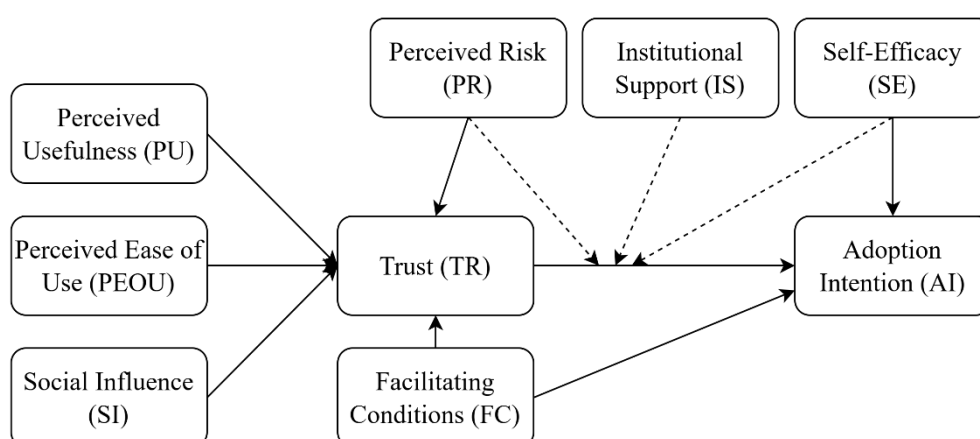 Perceived Risk
(PR)
Institutional
Support (IS)
Self-Efficacy
(SE)
Perceived
Usefulness (PU)
Perceived Ease of
Use (PEOU)
Trust (TR)
Adoption
Intention (AI)
Social Influence
(SI)
Facilitating
Conditions (FC)